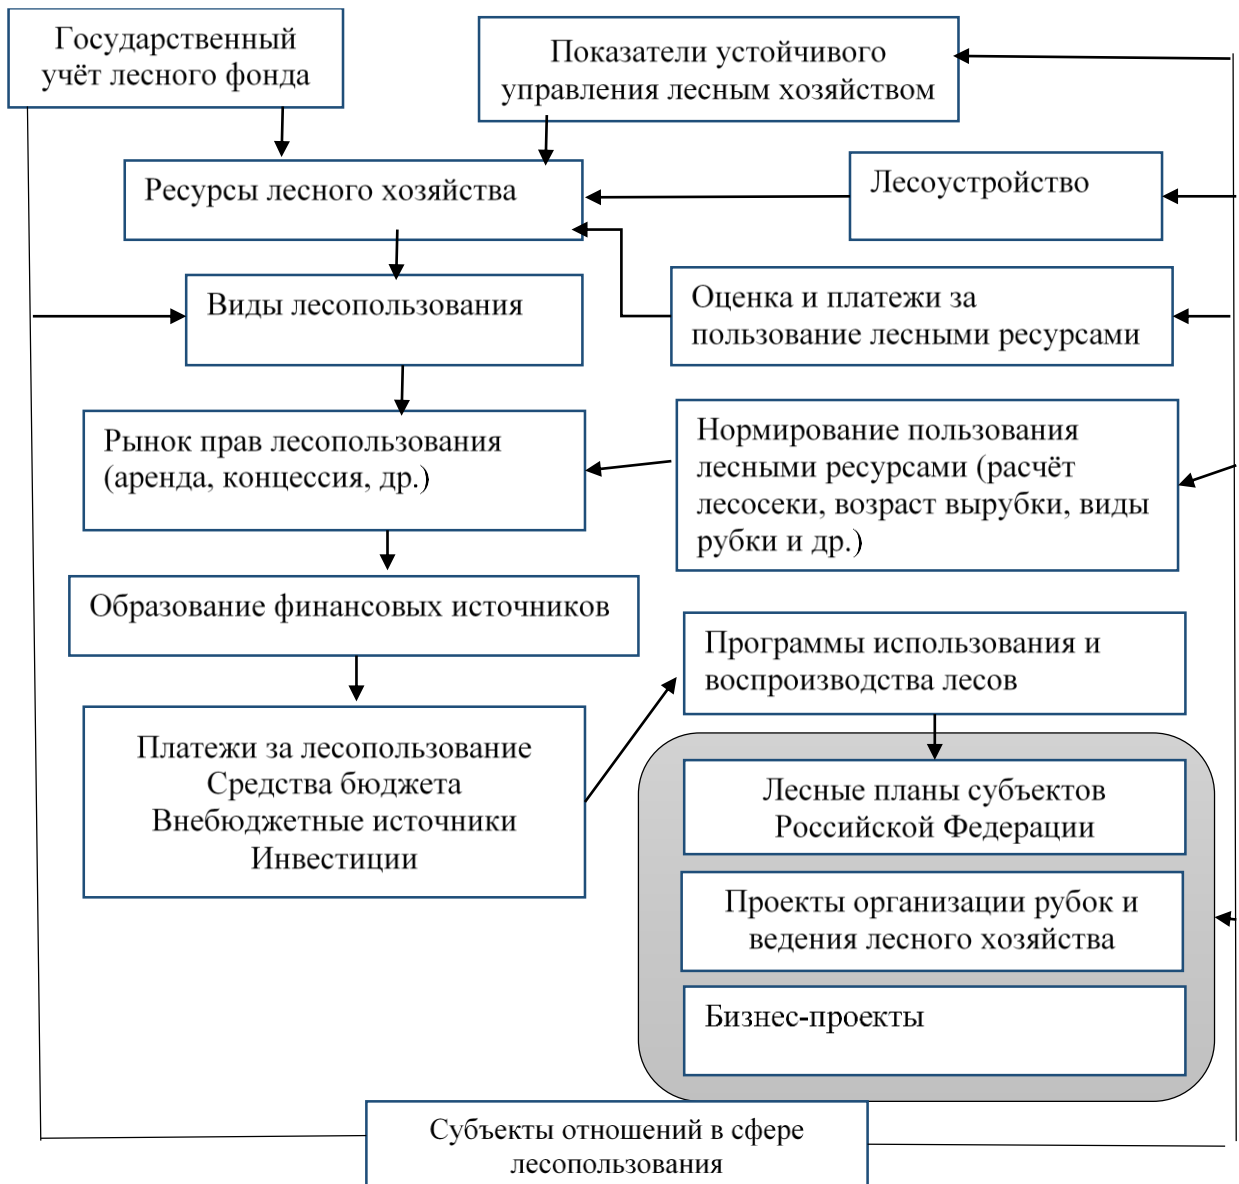 Государственный
учёт лесного фонда
Показатели устойчивого
управления лесным хозяйством
Ресурсы лесного хозяйства
Лесоустройство
Виды лесопользования
Оценка и платежи за
пользование лесными ресурсами
Рынок прав лесопользования
(аренда, концессия, др.)
Нормирование пользования
лесными ресурсами (расчёт
лесосеки, возраст вырубки, виды
рубки и др.)
Образование финансовых источников
Программы использования и
воспроизводства лесов
Платежи за лесопользование
Средства бюджета
Внебюджетные источники
Инвестиции
Лесные планы субъектов
Российской Федерации
Проекты организации рубок и
ведения лесного хозяйства
Бизнес-проекты
Субъекты отношений в сфере
лесопользования